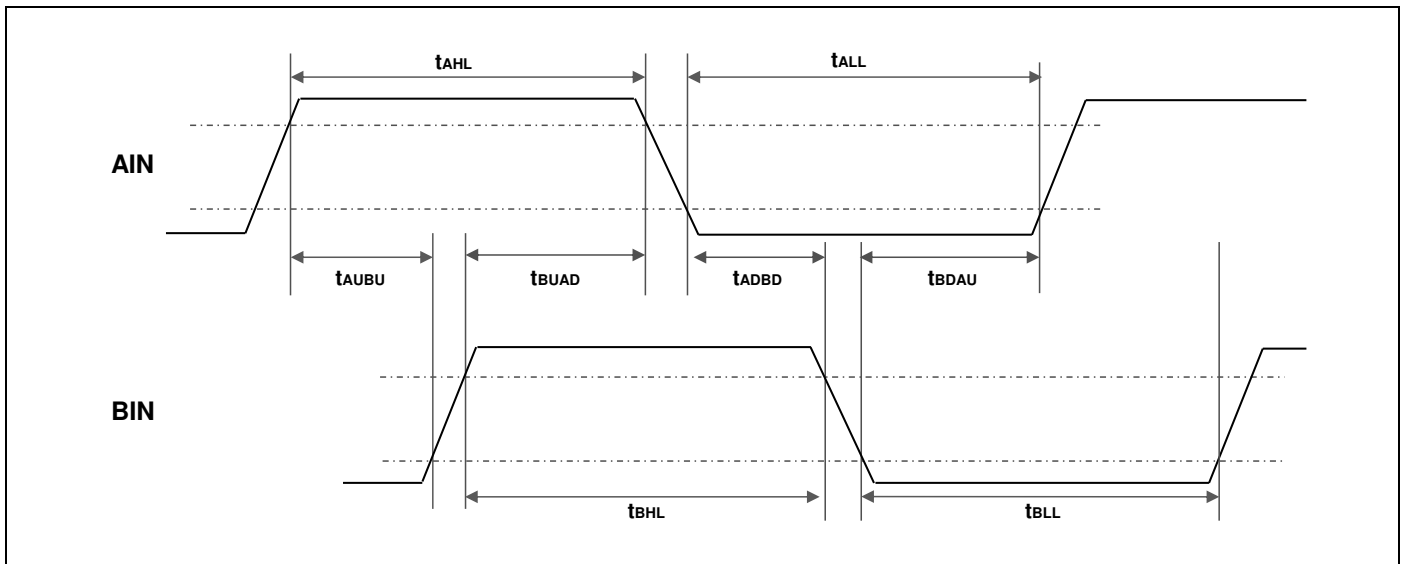 tAHL
tALL
AIN
tAUBU
tBUAD
tADBD
tBDAU
BIN
tBHL
tBLL